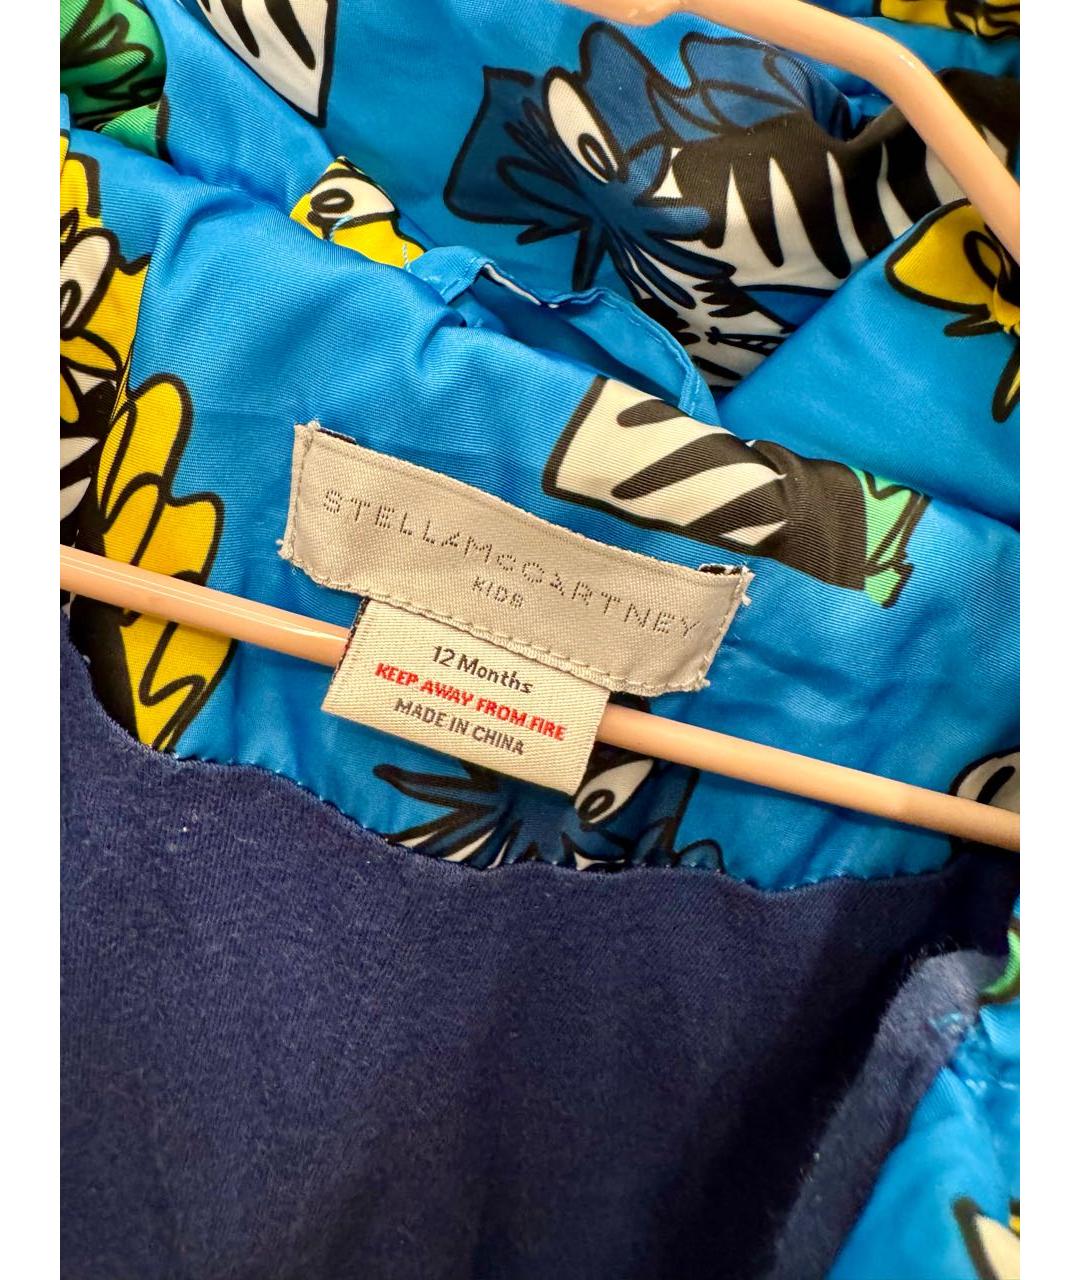 STELLAMCCARTNEY
KIDS
12 Months
KEEP AWAY FROM FIRE
MADE IN CHINA